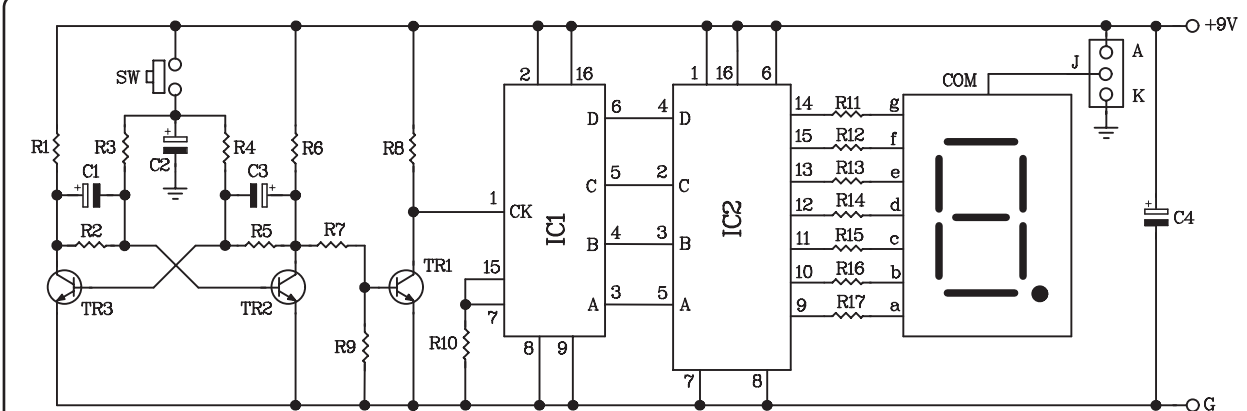 +9V
SW
J
A
K
COM
2
16
1
16
6
R1
R3
C2
+
R4
R6
R8
C1
+
C3
+
D
6
4
D
14
R11
g
15
R12
f
C
5
2
C
13
R13
e
1
CK
IC1
IC2
12
R14
d
C4
+
R2
R5
R7
B
4
3
B
11
R15
c
TR1
15
10
R16
b
A
3
5
A
9
R17
a
TR3
TR2
7
R9
R10
8
9
7
8
G